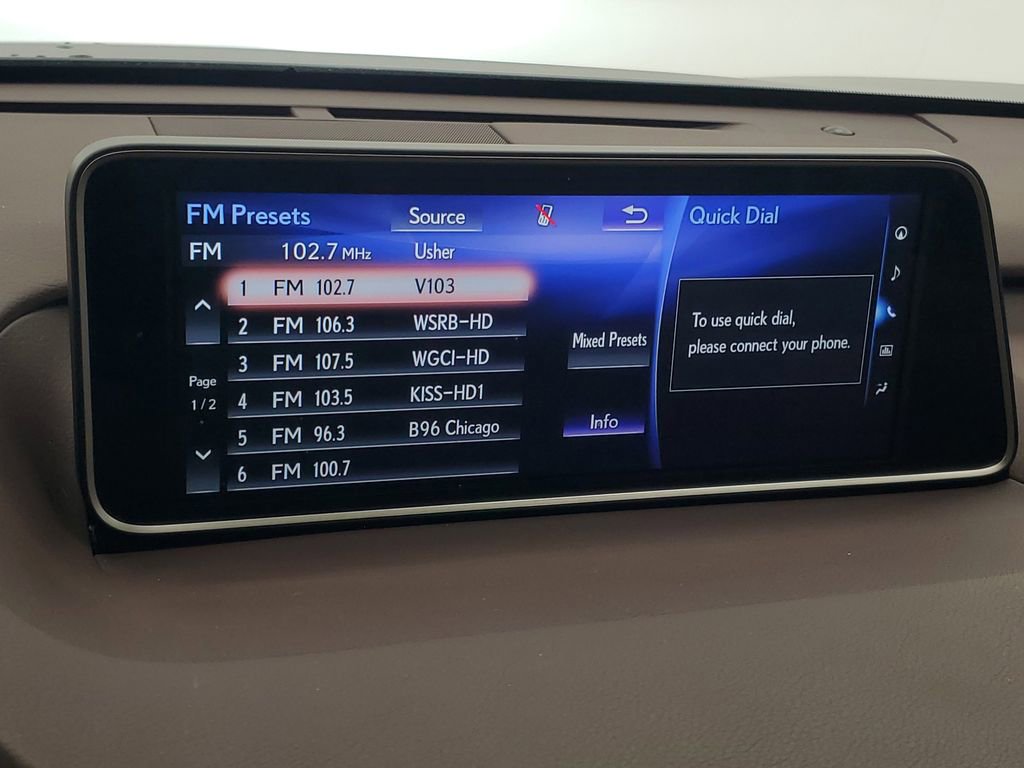 FM Presets Source Quick Dial
FM 102.7 MHz Usher
1 FM 102.7 V103
2 FM 106.3 WSRB-HD
3 FM 107.5 WGCI-HD
4 FM 103.5 KISS-HD1
5 FM 96.3 B96 Chicago
6 FM 100.7
Page
1/2
Mixed Presets
Info
To use quick dial,
please connect your phone.